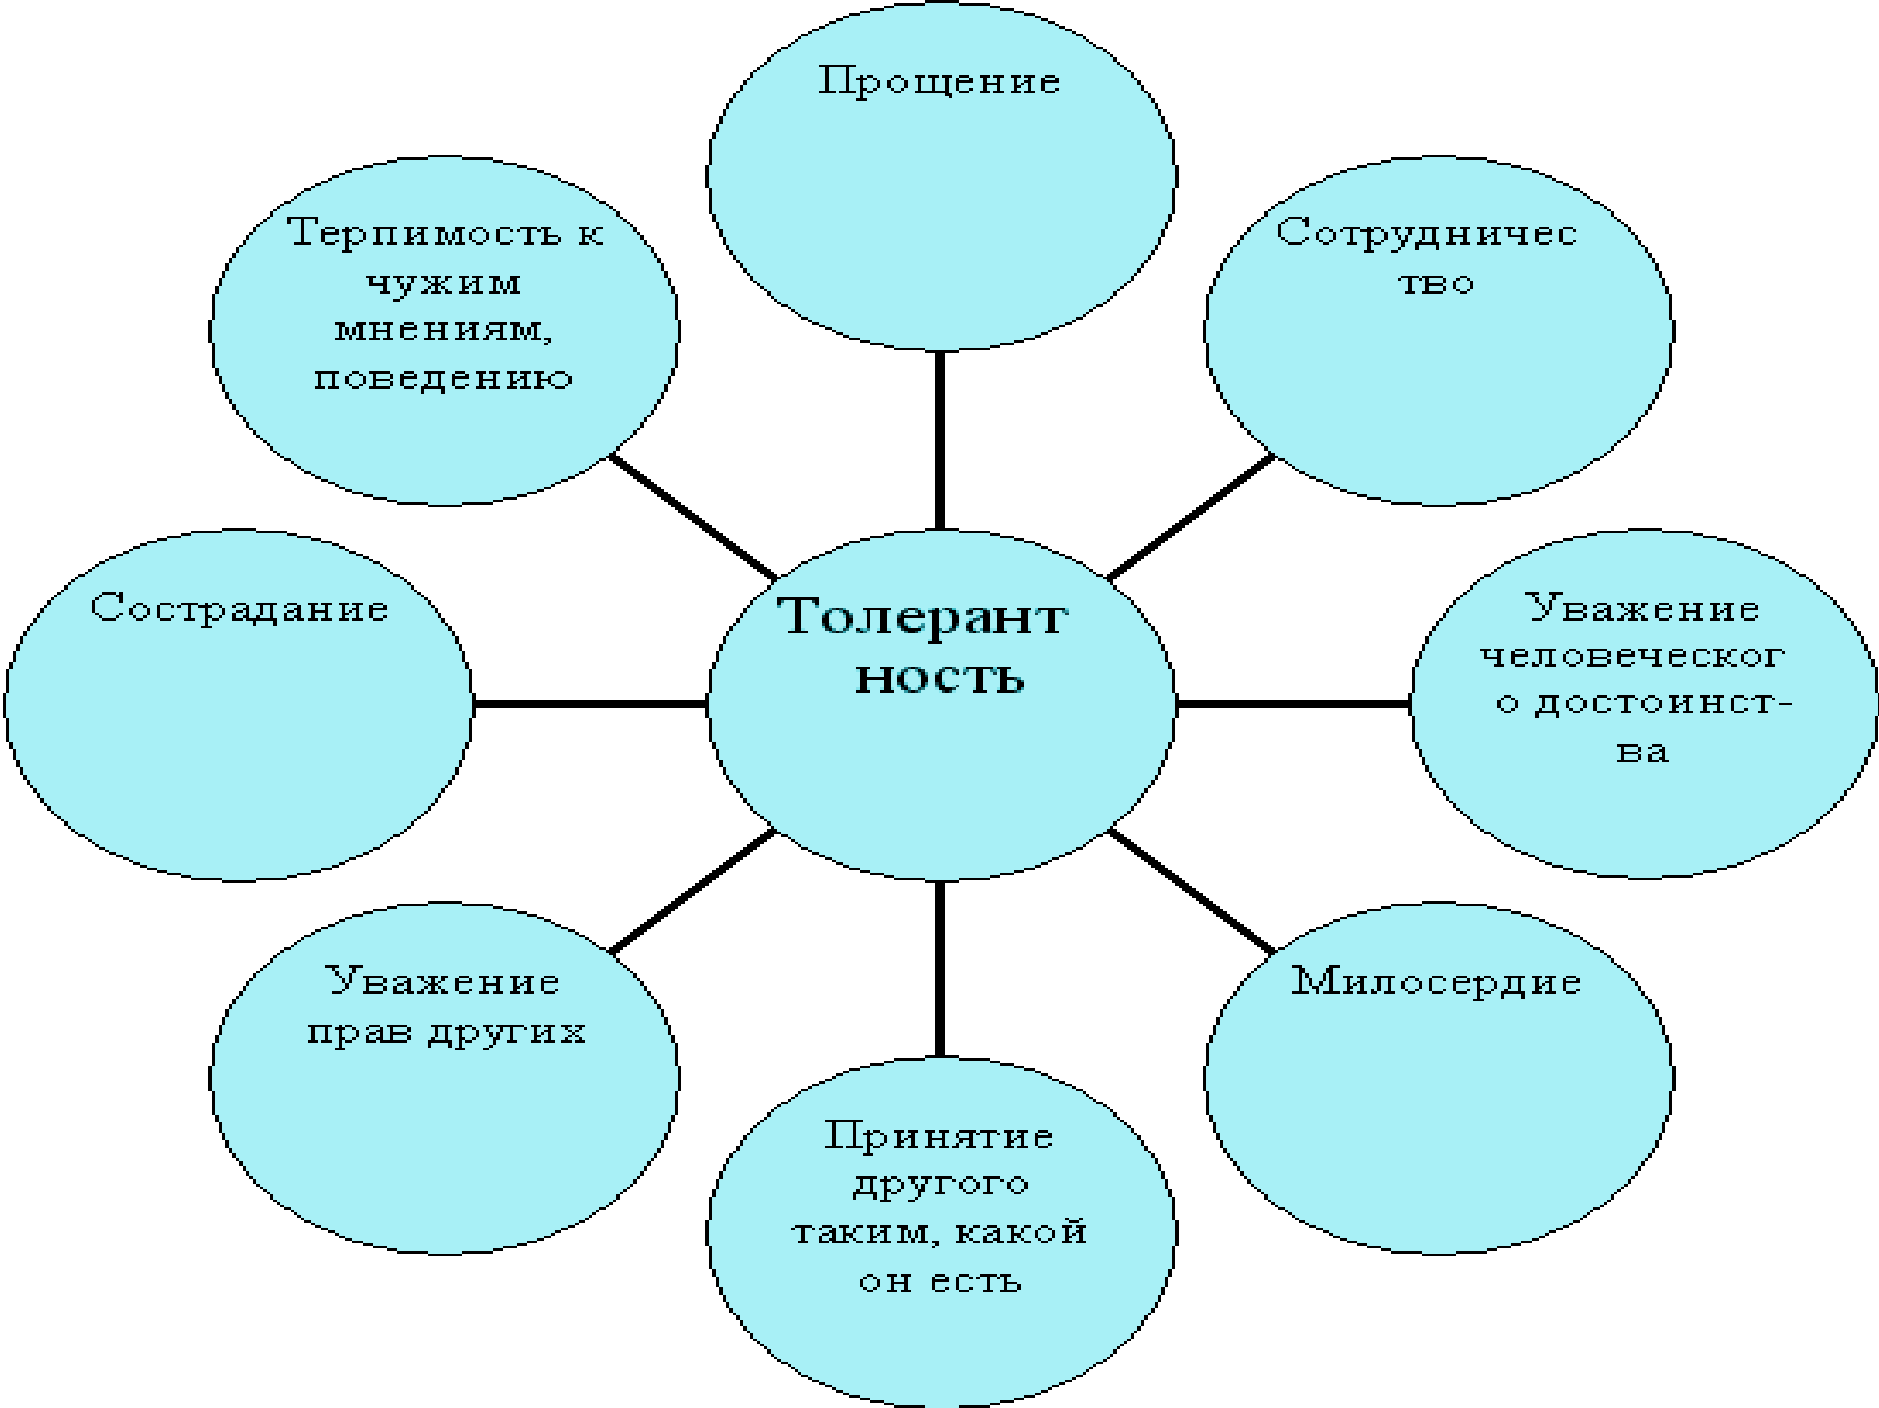 Прощение
Терпимость к
чужим
мнениям,
поведению
Сотрудничес
тво
Сострадание
Толерант
ность
Уважение
человеческог
о достоинст-
ва
Уважение
прав других
Милосердие
Принятие
другого
таким, какой
он есть